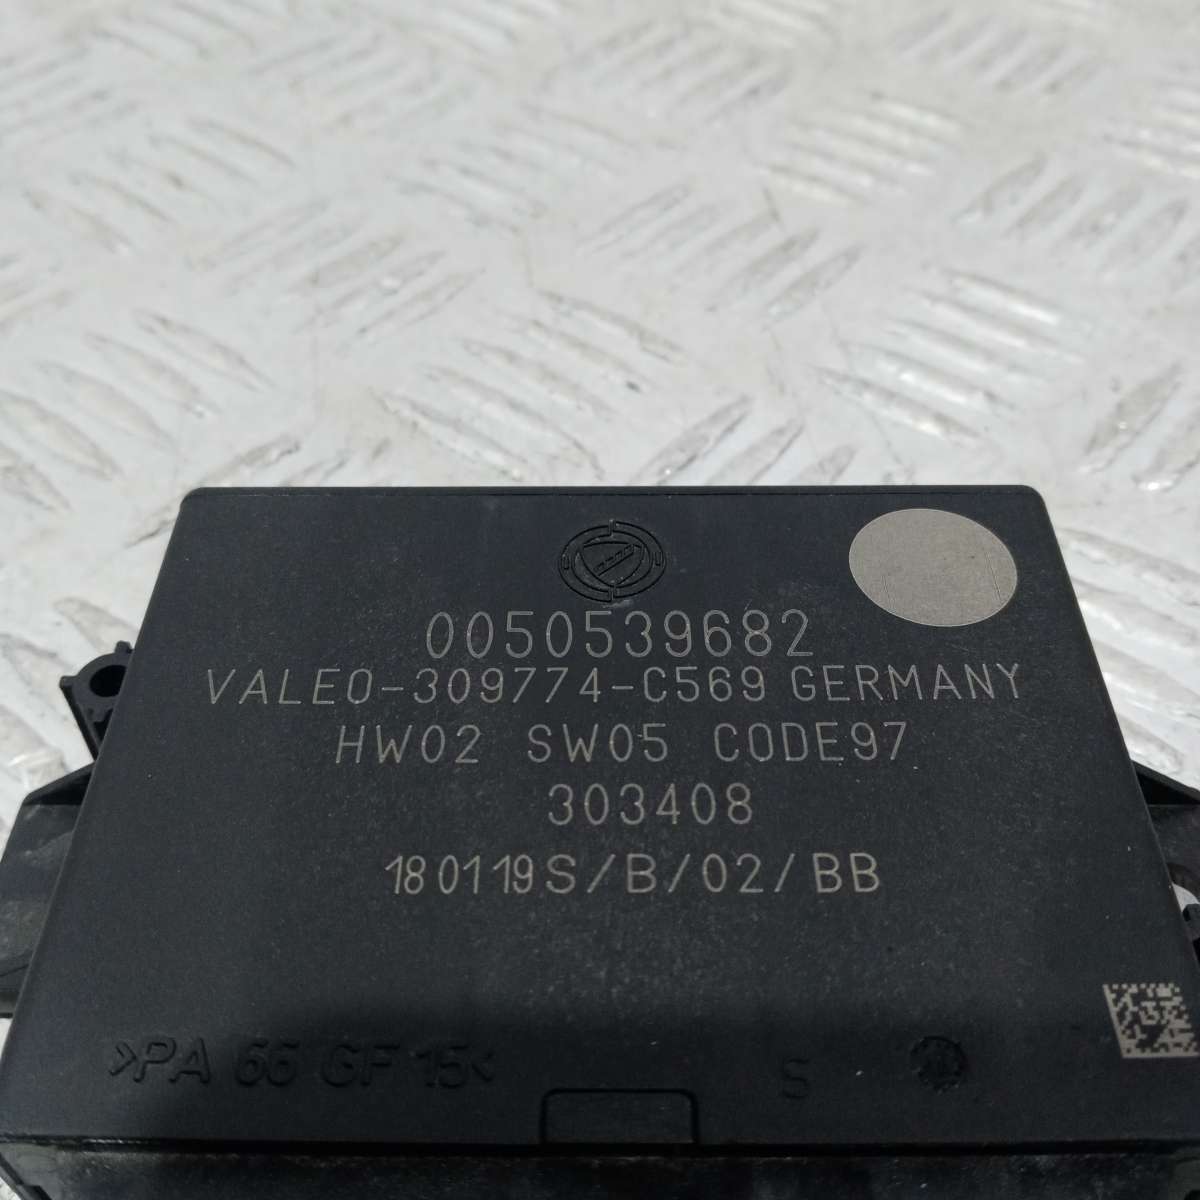 0050539682
VALEO-309774-C569 GERMANY
HW02 SW05 CODE97
303408
180119S/B/02/BB
>PA 66 GF 15<
S